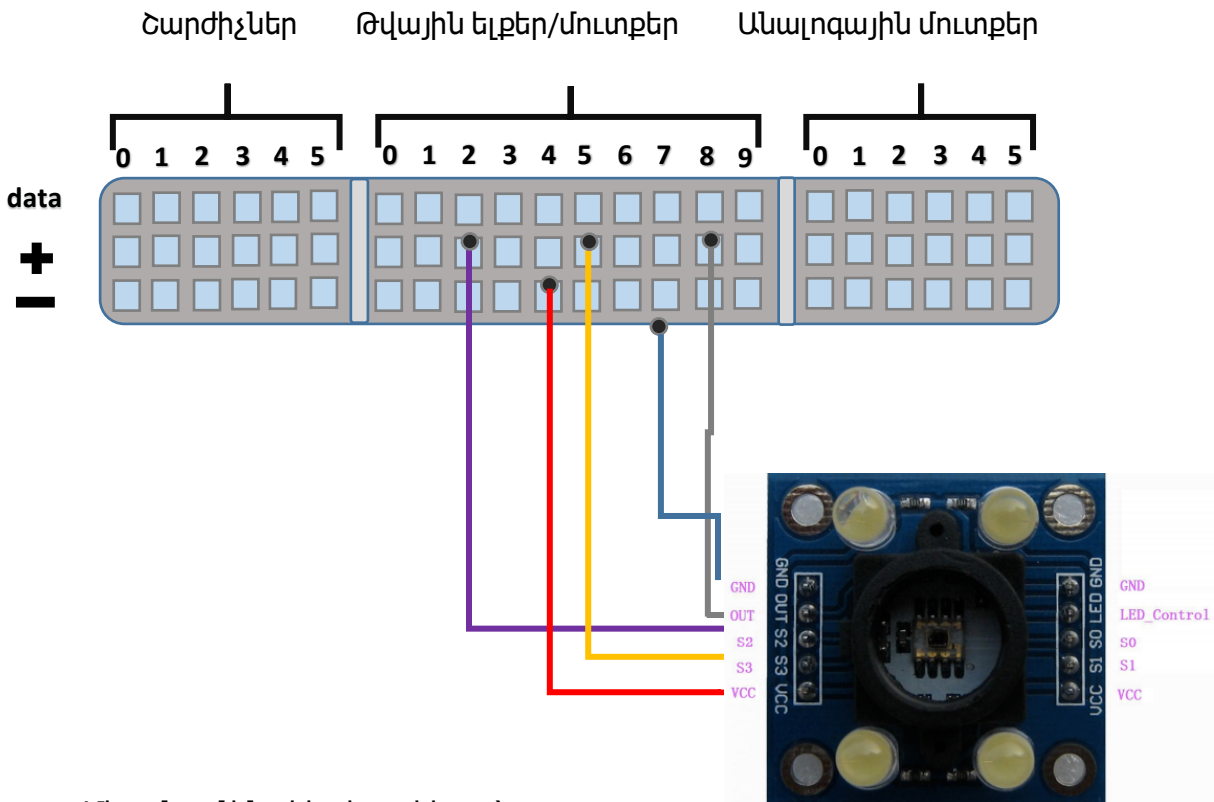 Շարժիչներ Թվային ելքեր/մուտքեր Անալոգային մուտքեր
0 1 2 3 4 5 0 1 2 3 4 5 6 7 8 9 0 1 2 3 4 5
data
+
−
GND
OUT
S2
S3
VCC
GND OUT S2 S3 VCC
VCC S1 S0 LED GND
GND
LED_Control
S0
S1
VCC